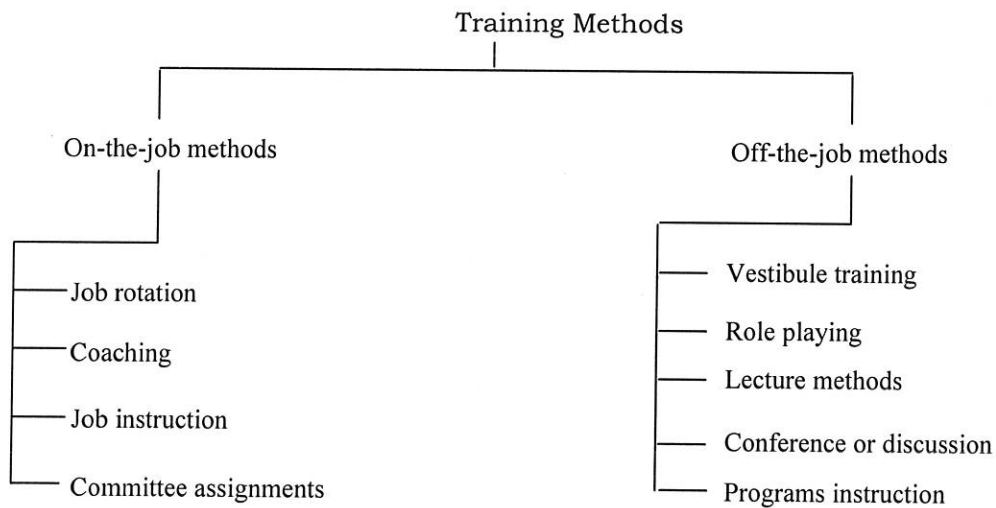 Training Methods
On-the-job methods
Job rotation
Coaching
Job instruction
Committee assignments
Off-the-job methods
Vestibule training
Role playing
Lecture methods
Conference or discussion
Programs instruction